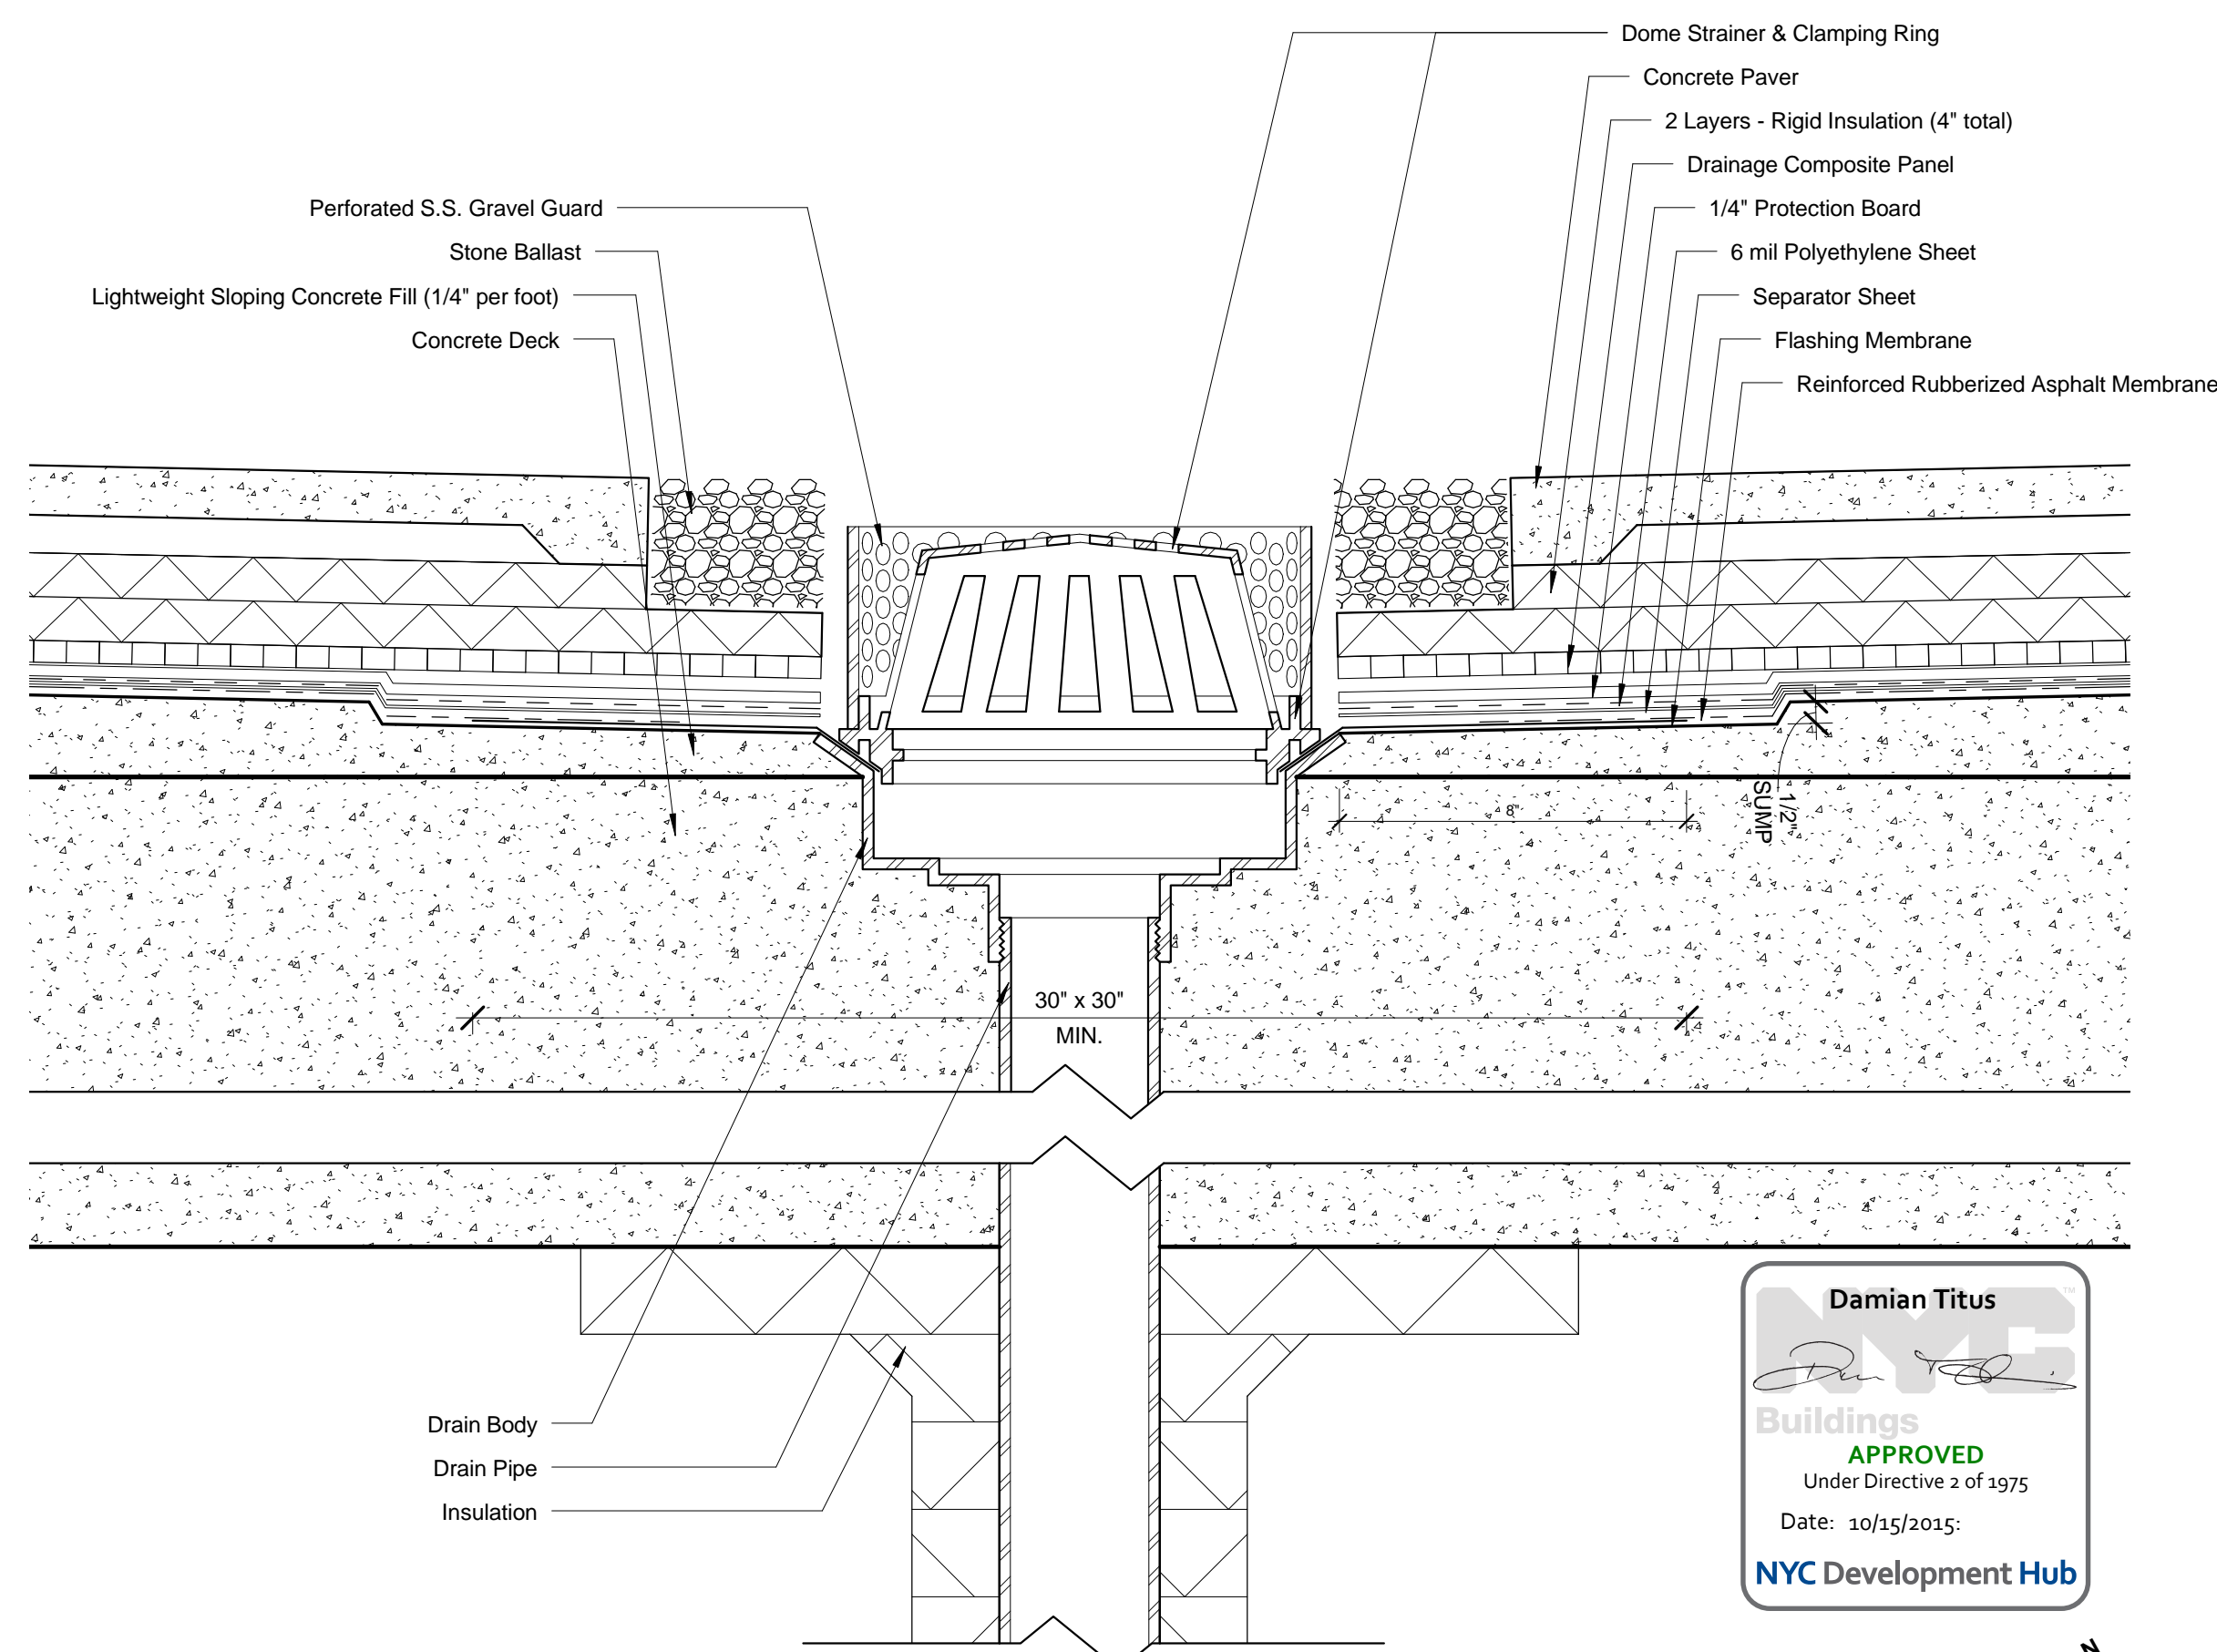 Dome Strainer & Clamping Ring
Concrete Paver
2 Layers - Rigid Insulation (4" total)
Drainage Composite Panel
1/4" Protection Board
6 mil Polyethylene Sheet
Separator Sheet
Flashing Membrane
Reinforced Rubberized Asphalt Membrane
Perforated S.S. Gravel Guard
Stone Ballast
Lightweight Sloping Concrete Fill (1/4" per foot)
Concrete Deck
8"
1/2"
SUMP
30" x 30"
MIN.
Drain Body
Drain Pipe
Insulation
Damian Titus
NYC™
Buildings
APPROVED
Under Directive 2 of 1975
Date: 10/15/2015:
NYC Development Hub
N